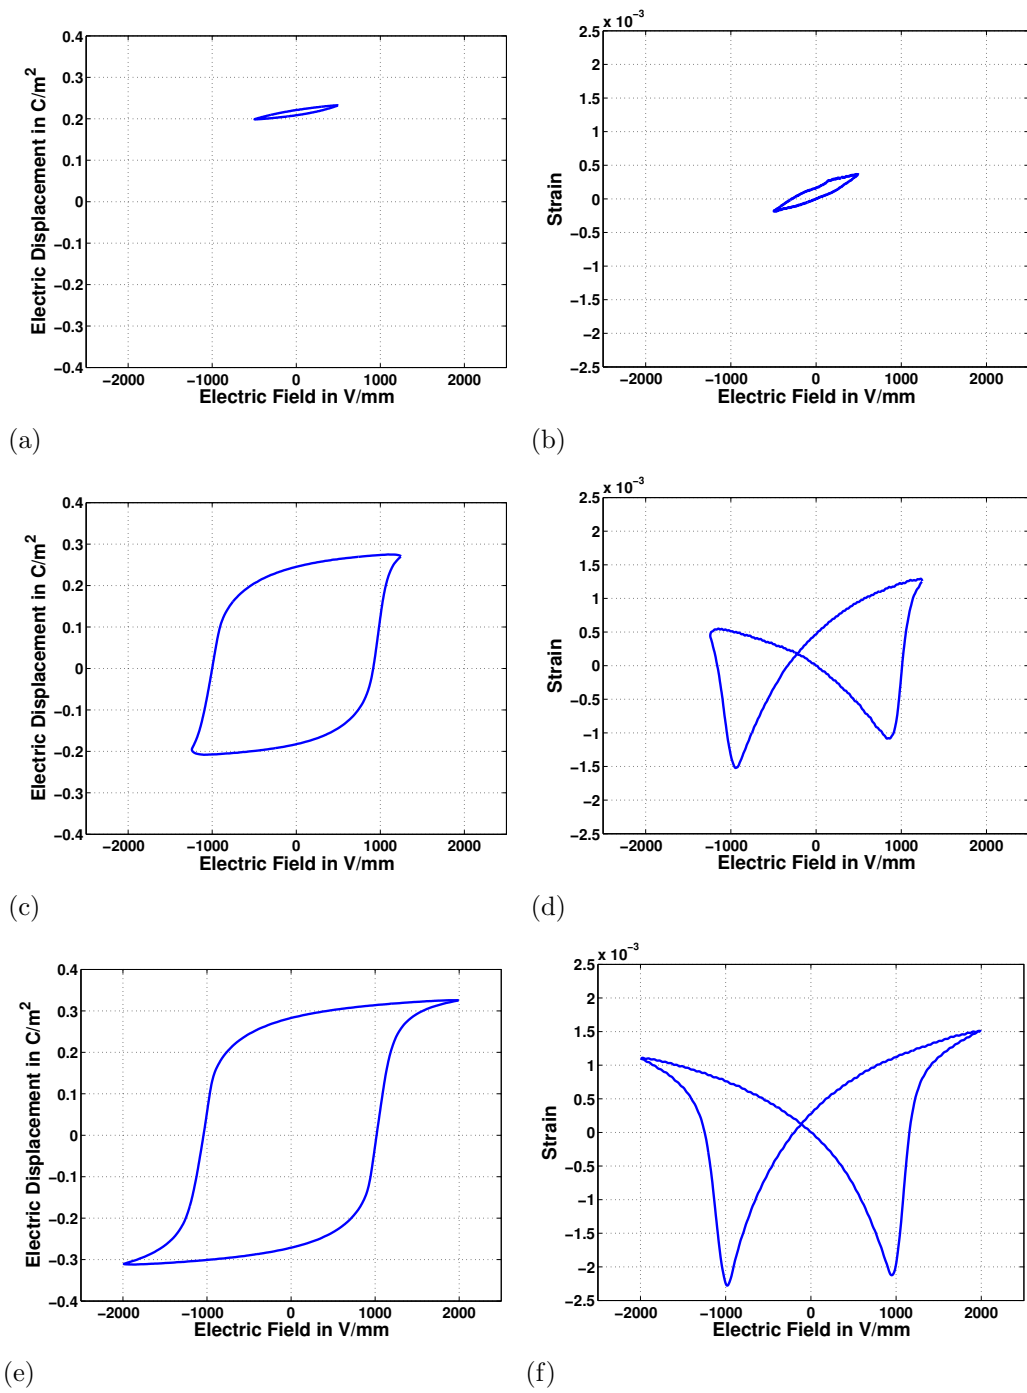 0.4
0.3
0.2
0.1
0
−0.1
−0.2
−0.3
−0.4
Electric Displacement in C/m²
−2000 −1000 0 1000 2000
Electric Field in V/mm
(a)
x 10⁻³
2.5
2
1.5
1
0.5
0
−0.5
−1
−1.5
−2
−2.5
Strain
−2000 −1000 0 1000 2000
Electric Field in V/mm
(b)
0.4
0.3
0.2
0.1
0
−0.1
−0.2
−0.3
−0.4
Electric Displacement in C/m²
−2000 −1000 0 1000 2000
Electric Field in V/mm
(c)
x 10⁻³
2.5
2
1.5
1
0.5
0
−0.5
−1
−1.5
−2
−2.5
Strain
−2000 −1000 0 1000 2000
Electric Field in V/mm
(d)
0.4
0.3
0.2
0.1
0
−0.1
−0.2
−0.3
−0.4
Electric Displacement in C/m²
−2000 −1000 0 1000 2000
Electric Field in V/mm
(e)
x 10⁻³
2.5
2
1.5
1
0.5
0
−0.5
−1
−1.5
−2
−2.5
Strain
−2000 −1000 0 1000 2000
Electric Field in V/mm
(f)